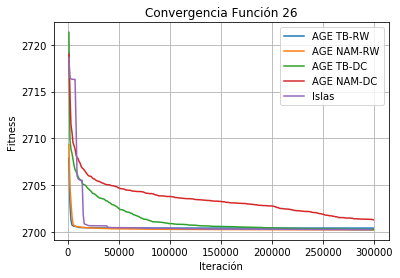 Convergencia Función 26
AGE TB-RW
AGE NAM-RW
AGE TB-DC
AGE NAM-DC
Islas
Fitness
2720
2715
2710
2705
2700
0 50000 100000 150000 200000 250000 300000
Iteración